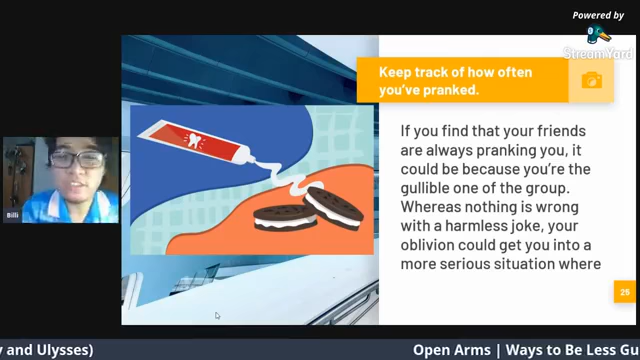 Powered by
StreamYard
Keep track of how often
you've pranked.
If you find that your friends
are always pranking you, it
could be because you're the
gullible one of the group.
Whereas nothing is wrong
with a harmless joke, your
oblivion could get you into a
more serious situation where
Billi
26
y and Ulysses)
Open Arms | Ways to Be Less Gu